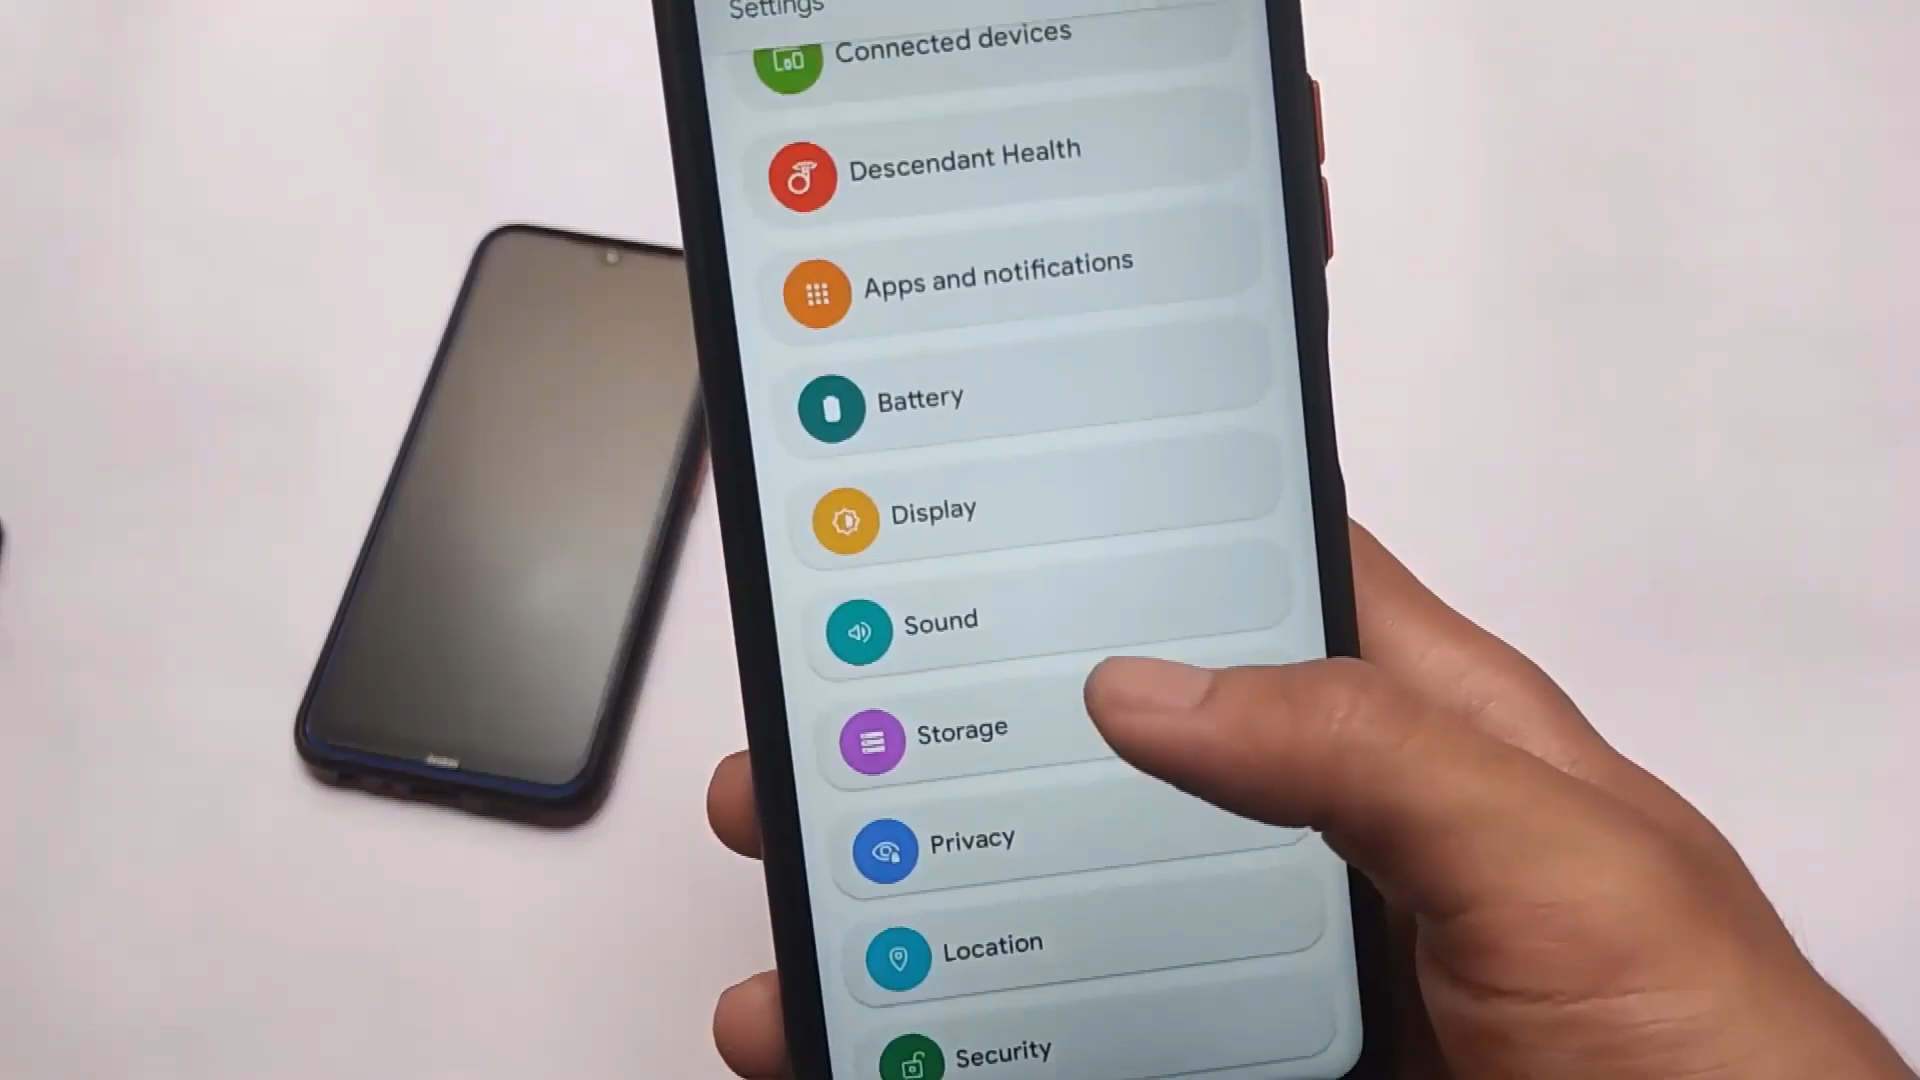 Settings
Connected devices
Descendant Health
Apps and notifications
Battery
Display
Sound
Storage
Privacy
Location
Security